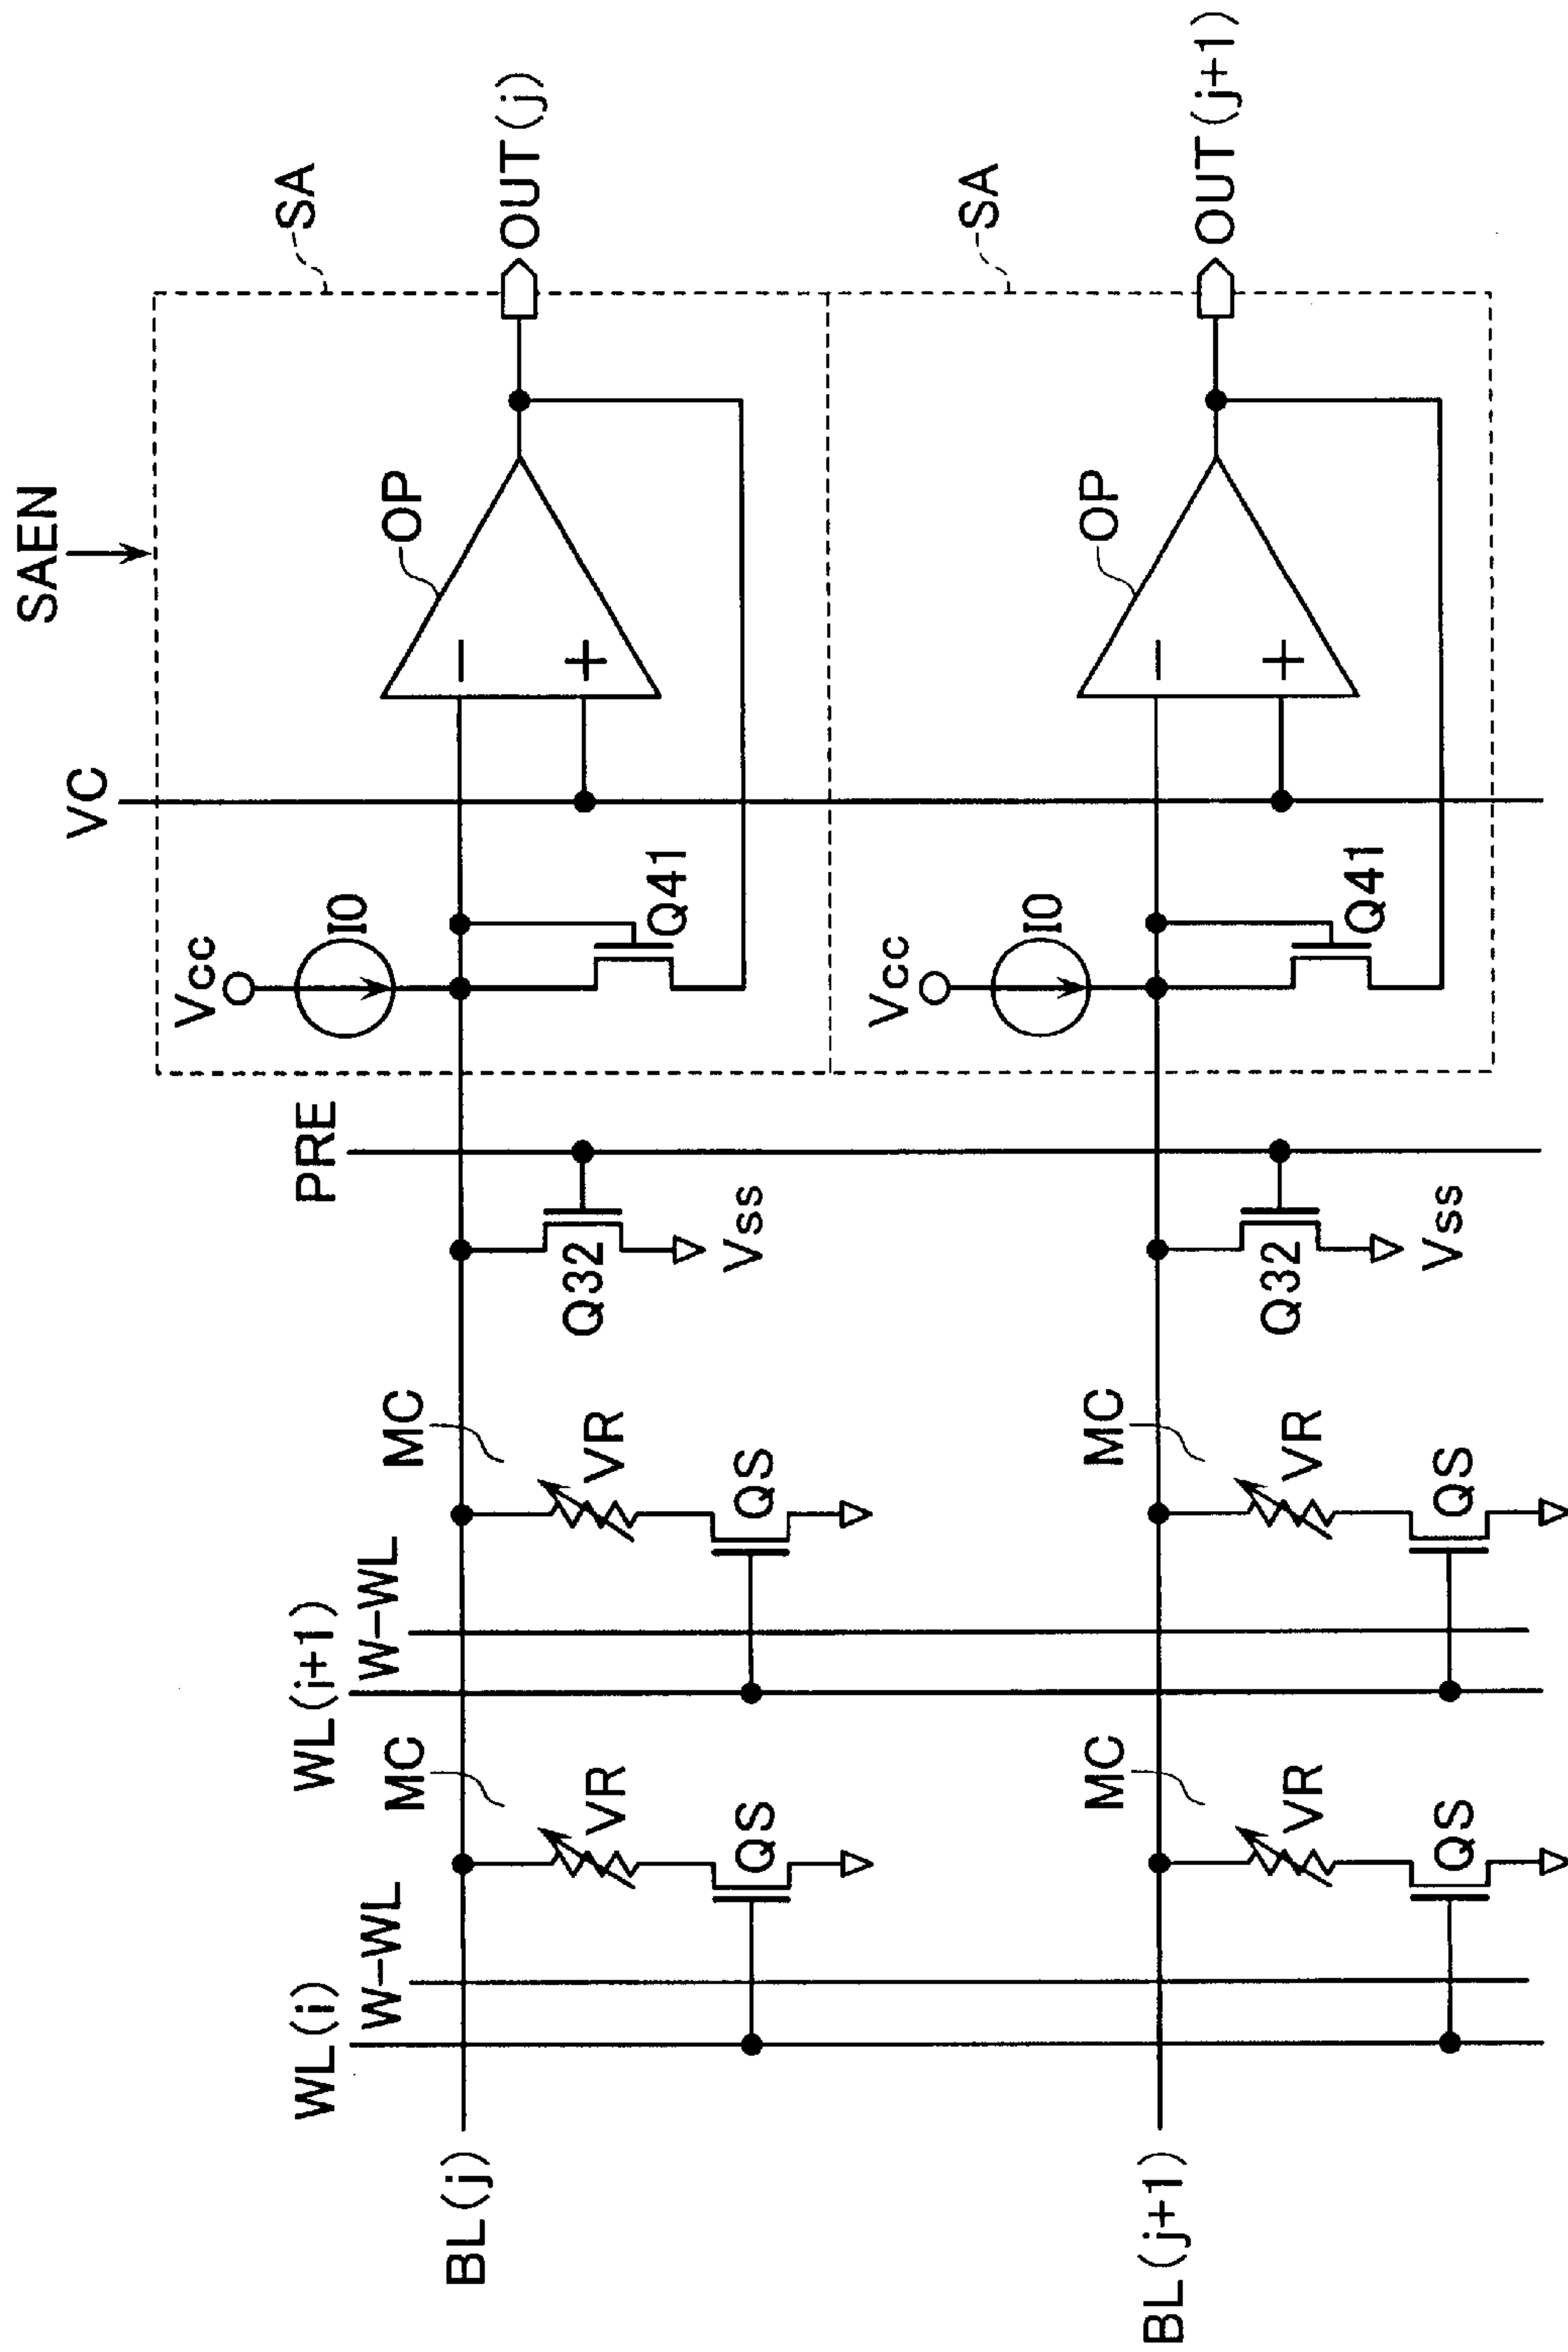 SAEN
VC
SA
Vcc
I0
OP
OUT(j)
Q41
PRE
Q32
Vss
WL(i)
W-WL
WL(i+1)
W-WL
MC
VR
QS
MC
VR
QS
BL(j)
SA
Vcc
I0
OP
OUT(j+1)
Q41
Q32
Vss
MC
VR
QS
MC
VR
QS
BL(j+1)